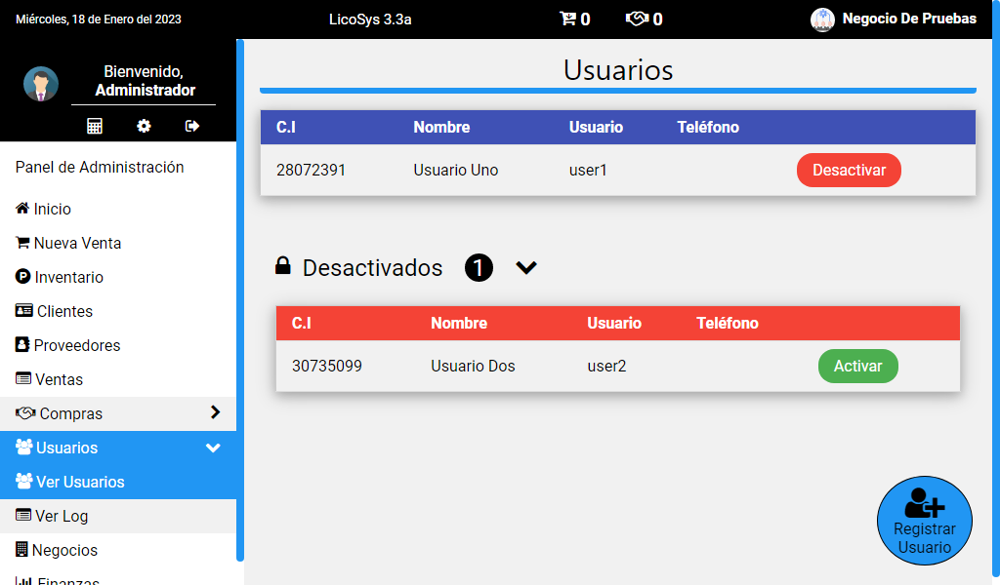 Miércoles, 18 de Enero del 2023
LicoSys 3.3a
0
0
Negocio De Pruebas
Bienvenido,
Administrador
Panel de Administración
Inicio
Nueva Venta
Inventario
Clientes
Proveedores
Ventas
Compras
Usuarios
Ver Usuarios
Ver Log
Negocios
Finanzas
Usuarios
C.I Nombre Usuario Teléfono
28072391 Usuario Uno user1 Desactivar
Desactivados 1
C.I Nombre Usuario Teléfono
30735099 Usuario Dos user2 Activar
Registrar
Usuario